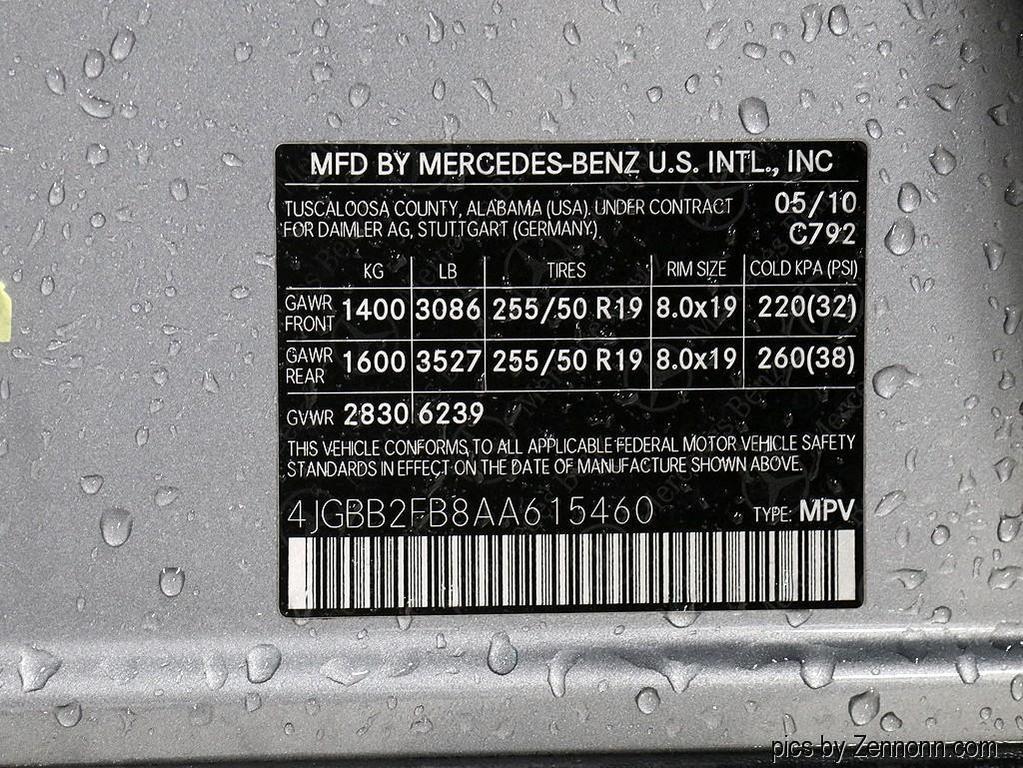 MFD BY MERCEDES-BENZ U.S. INTL., INC
TUSCALOOSA COUNTY, ALABAMA (USA). UNDER CONTRACT 05/10
FOR DAIMLER AG, STUTTGART (GERMANY). C792
KG LB TIRES RIM SIZE COLD KPA (PSI)
GAWR FRONT 1400 3086 255/50 R19 8.0x19 220(32)
GAWR REAR 1600 3527 255/50 R19 8.0x19 260(38)
GVWR 2830 6239
THIS VEHICLE CONFORMS TO ALL APPLICABLE FEDERAL MOTOR VEHICLE SAFETY
STANDARDS IN EFFECT ON THE DATE OF MANUFACTURE SHOWN ABOVE.
4JGBB2FB8AA615460 TYPE: MPV
pics by Zennorm.com